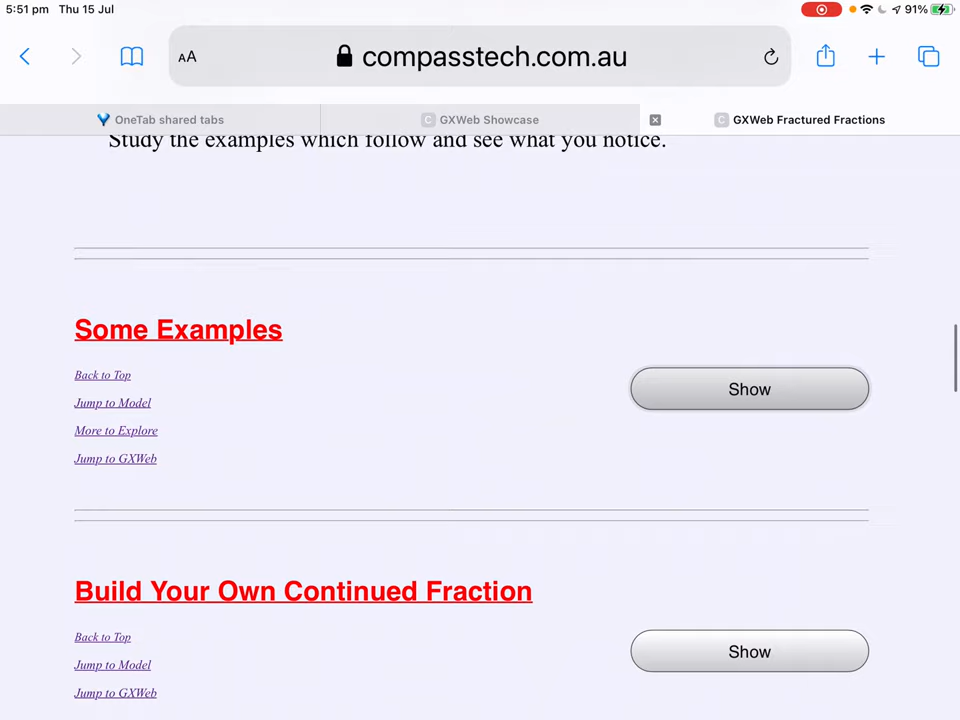 5:51 pm Thu 15 Jul 91%
AA compasstech.com.au
OneTab shared tabs GXWeb Showcase GXWeb Fractured Fractions
Study the examples which follow and see what you notice.
Some Examples
Back to Top
Show
Jump to Model
More to Explore
Jump to GXWeb
Build Your Own Continued Fraction
Back to Top
Show
Jump to Model
Jump to GXWeb